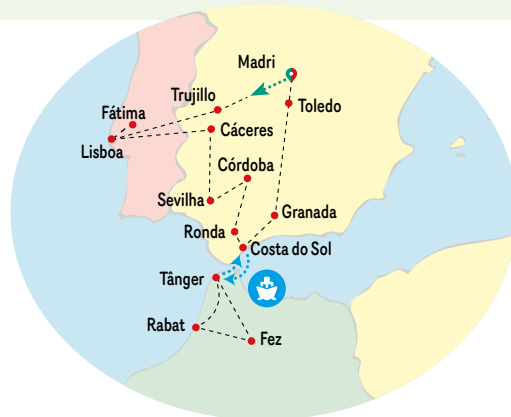 Madri
Trujillo
Toledo
Fátima
Cáceres
Lisboa
Córdoba
Sevilha
Granada
Ronda
Costa do Sol
Tânger
Rabat
Fez